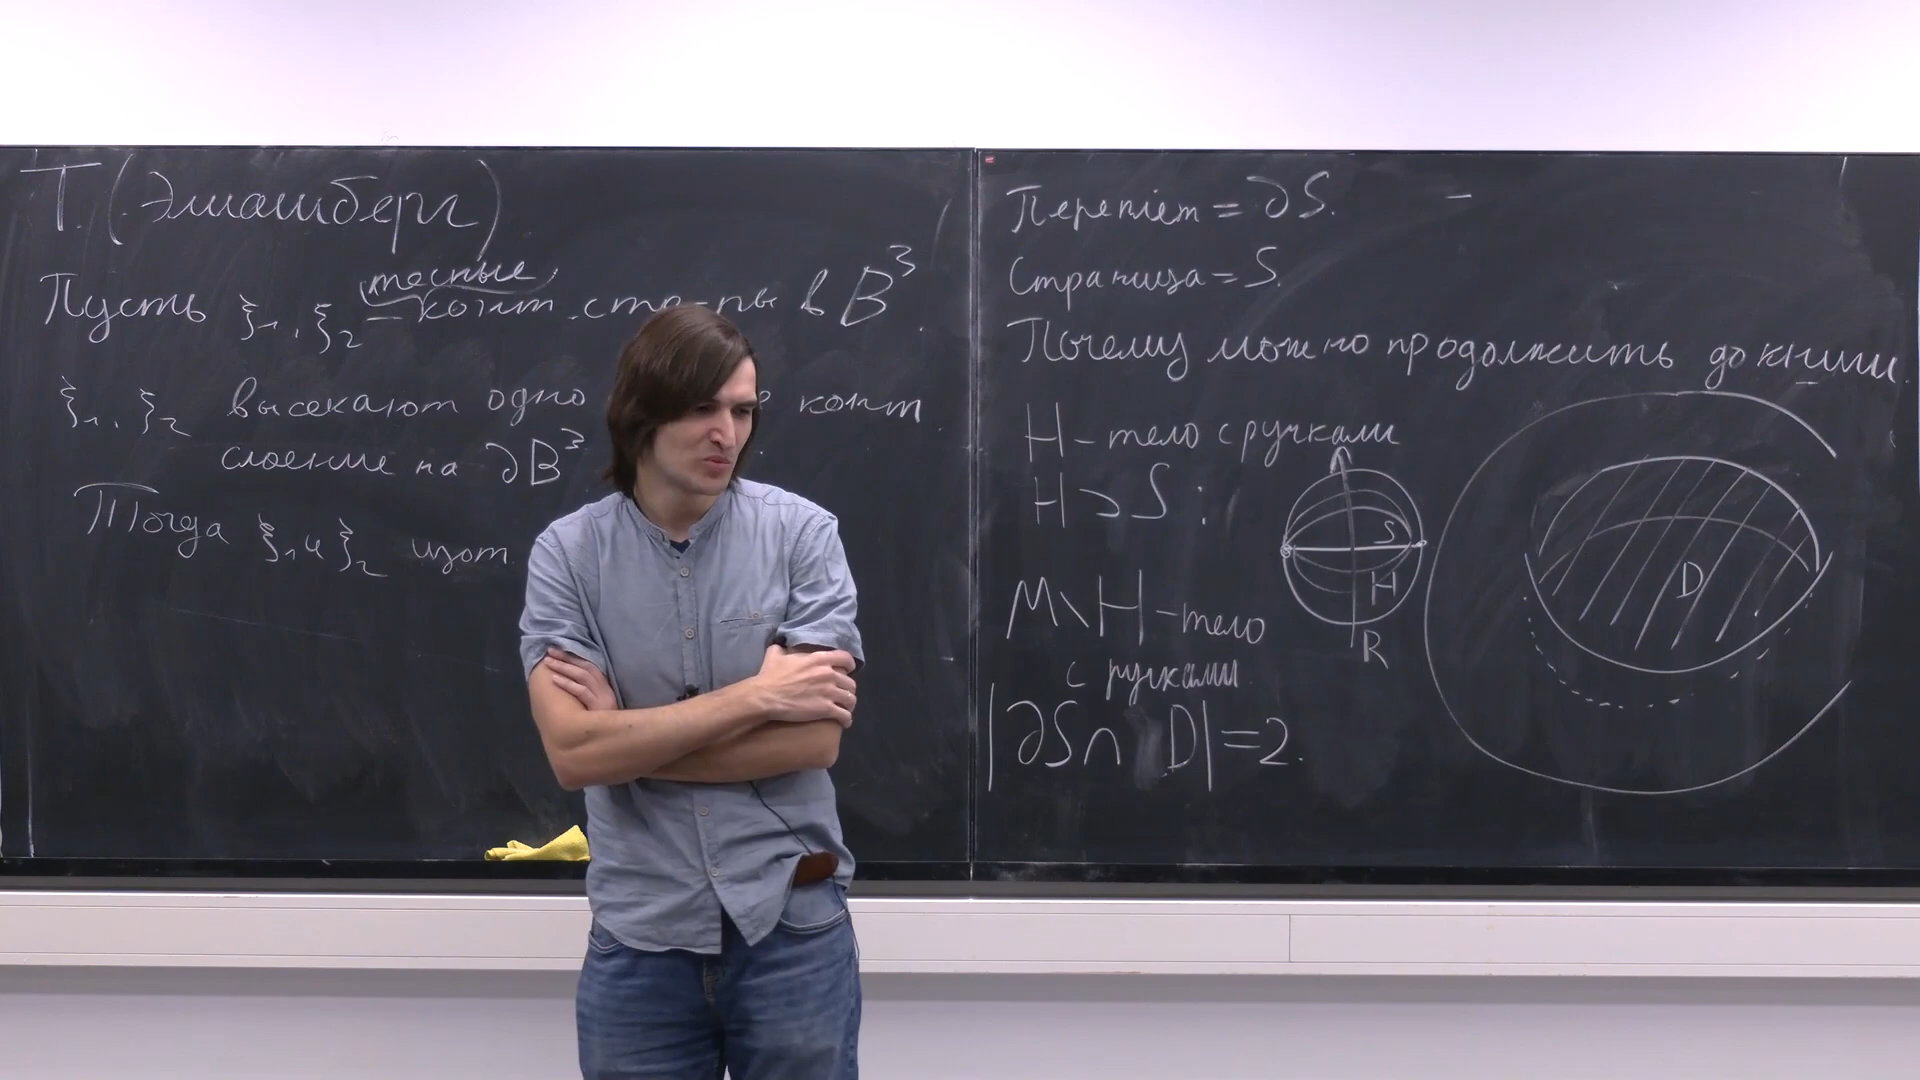 Т. (Элиашберг)
тесные
Пусть ξ₁, ξ₂ – конт. стр-ры в B³.
ξ₁, ξ₂ высекают одно конт.
слоение на ∂B³
Тогда ξ₁ и ξ₂ изот
Переплёт = ∂S.
Страница = S.
Почему можно продолжить до книги.
H – тело с ручками
H ⊃ S :
M \ H – тело
с ручками
|∂S ∩ D| = 2.
S
H
R
D